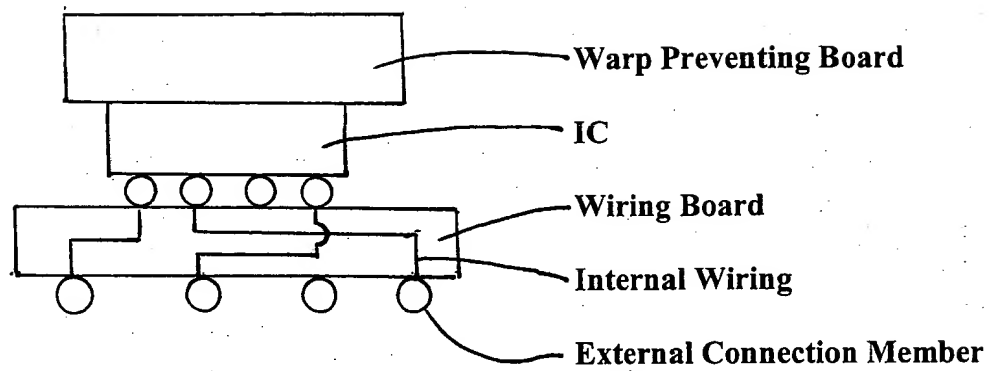 Warp Preventing Board
IC
Wiring Board
Internal Wiring
External Connection Member